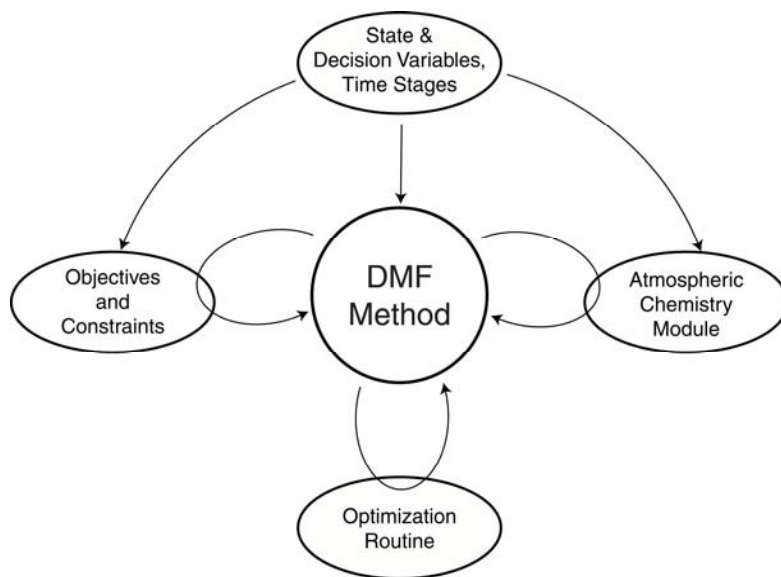 State &
Decision Variables,
Time Stages
DMF
Method
Objectives
and
Constraints
Atmospheric
Chemistry
Module
Optimization
Routine